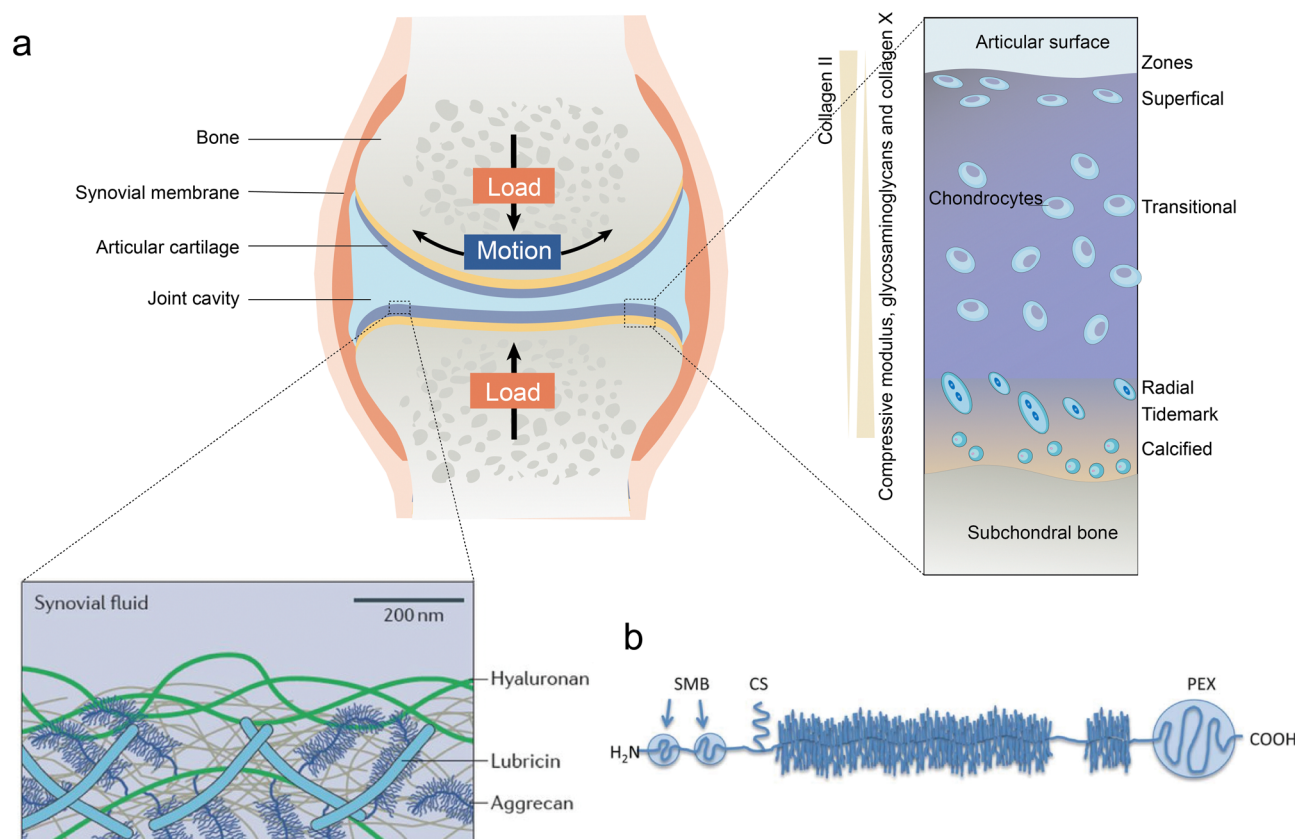 a
Bone
Synovial membrane
Articular cartilage
Joint cavity
Load
Motion
Load
Collagen II
Compressive modulus, glycosaminoglycans and collagen X
Articular surface
Zones
Superfical
Chondrocytes
Transitional
Radial
Tidemark
Calcified
Subchondral bone
Synovial fluid
200 nm
Hyaluronan
Lubricin
Aggrecan
b
SMB
CS
PEX
H₂N
COOH